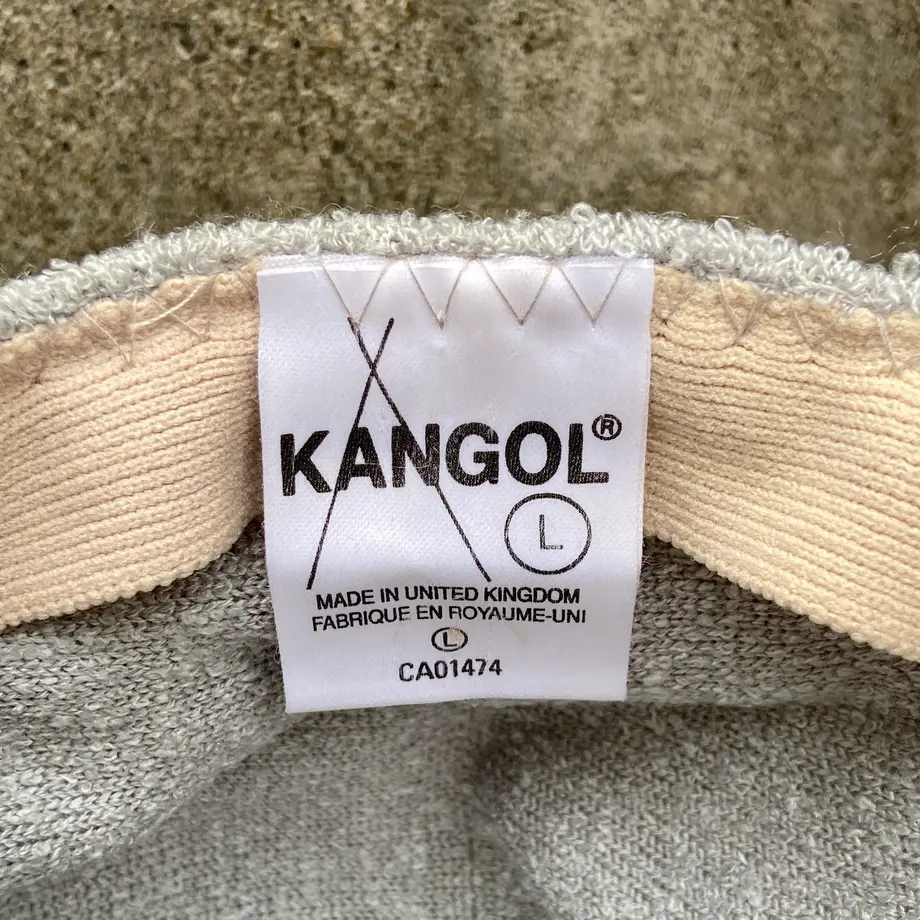 KANGOL®
L
MADE IN UNITED KINGDOM
FABRIQUE EN ROYAUME-UNI
L
CA01474